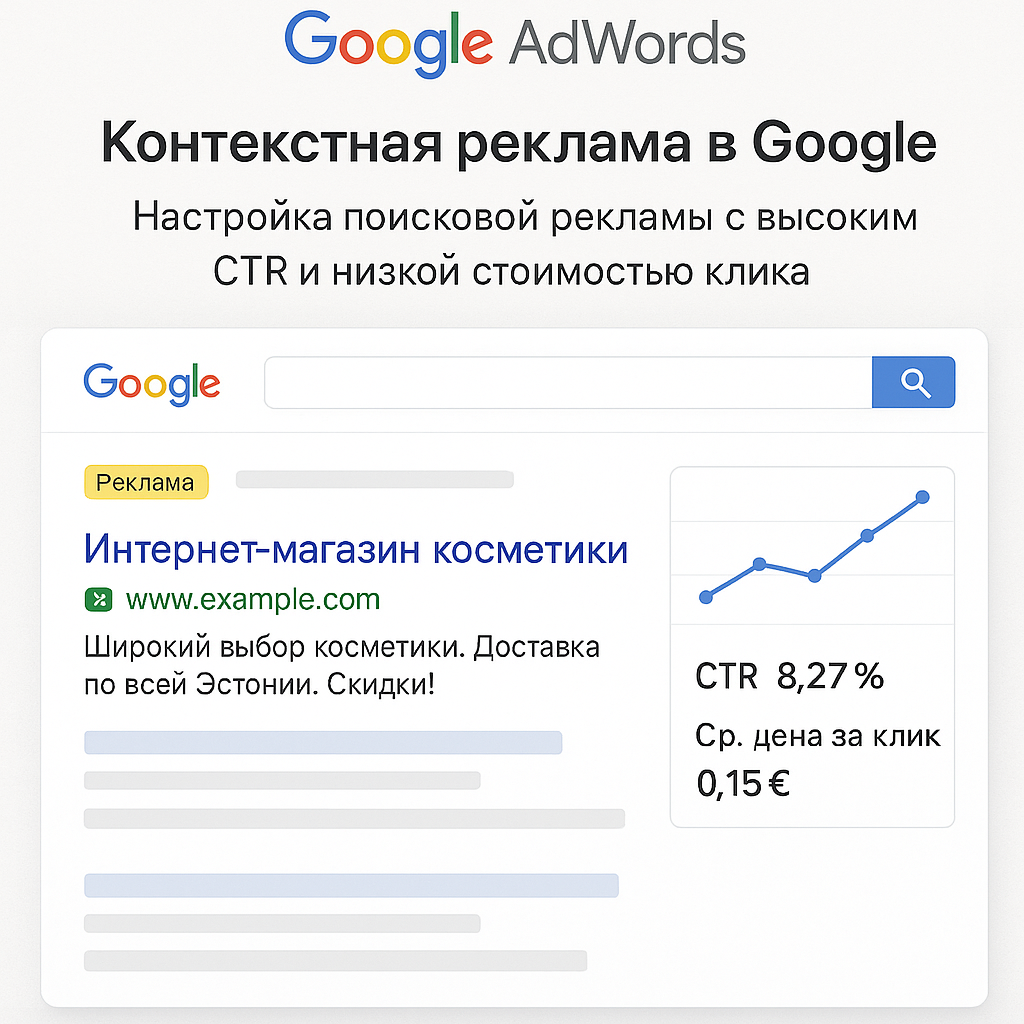 Google AdWords
Контекстная реклама в Google
Настройка поисковой рекламы с высоким
CTR и низкой стоимостью клика
Google
Реклама
Интернет-магазин косметики
www.example.com
Широкий выбор косметики. Доставка
по всей Эстонии. Скидки!
CTR 8,27 %
Ср. дена за клик
0,15 €